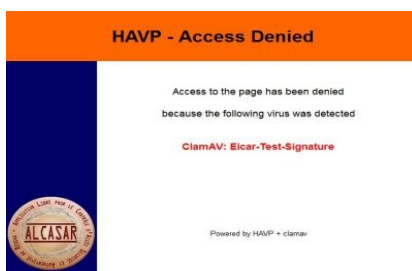 HAVP - Access Denied
Access to the page has been denied
because the following virus was detected
ClamAV: Eicar-Test-Signature
ALCASAR
Powered by HAVP + clamav